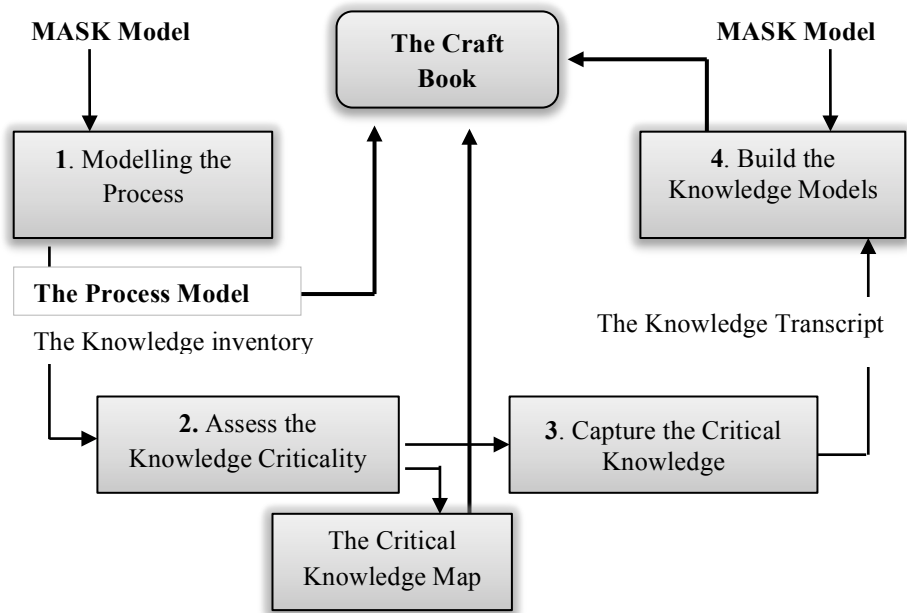 MASK Model
The Craft
Book
MASK Model
1. Modelling the
Process
4. Build the
Knowledge Models
The Process Model
The Knowledge inventory
The Knowledge Transcript
2. Assess the
Knowledge Criticality
3. Capture the Critical
Knowledge
The Critical
Knowledge Map